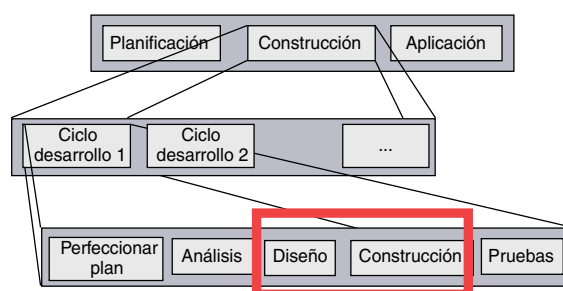 Planificación
Construcción
Aplicación
Ciclo
desarrollo 1
Ciclo
desarrollo 2
...
Perfeccionar
plan
Análisis
Diseño
Construcción
Pruebas